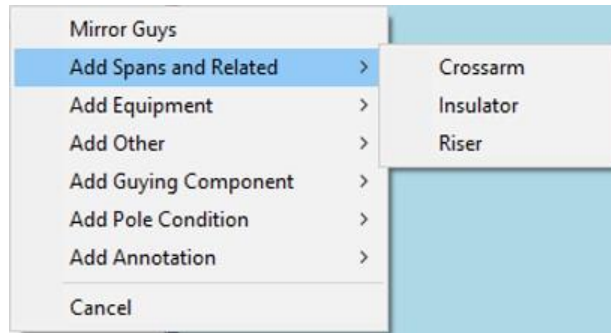 Mirror Guys
Add Spans and Related
Add Equipment
Add Other
Add Guying Component
Add Pole Condition
Add Annotation
Cancel
Crossarm
Insulator
Riser